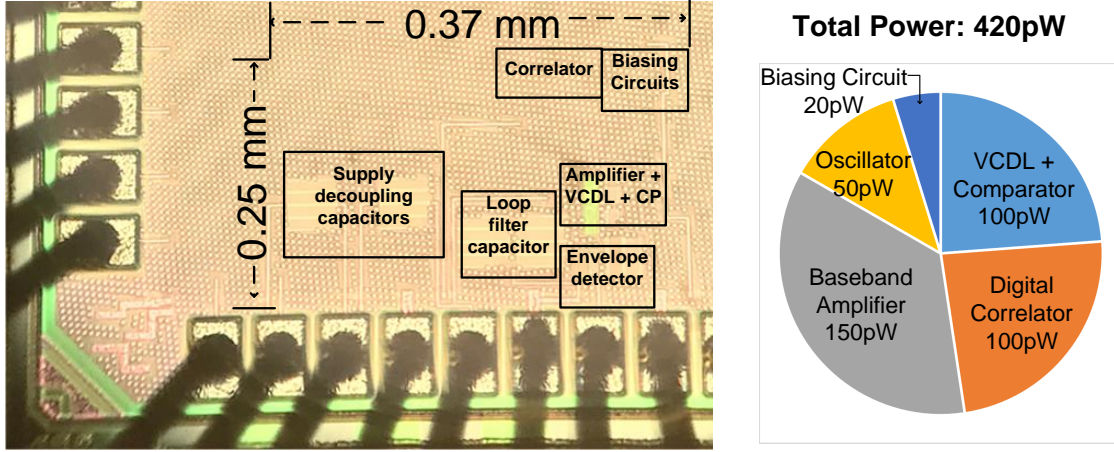 0.37 mm
0.25 mm
Correlator
Biasing
Circuits
Supply
decoupling
capacitors
Loop
filter
capacitor
Amplifier +
VCDL + CP
Envelope
detector
Total Power: 420pW
Biasing Circuit
20pW
Oscillator
50pW
VCDL +
Comparator
100pW
Baseband
Amplifier
150pW
Digital
Correlator
100pW